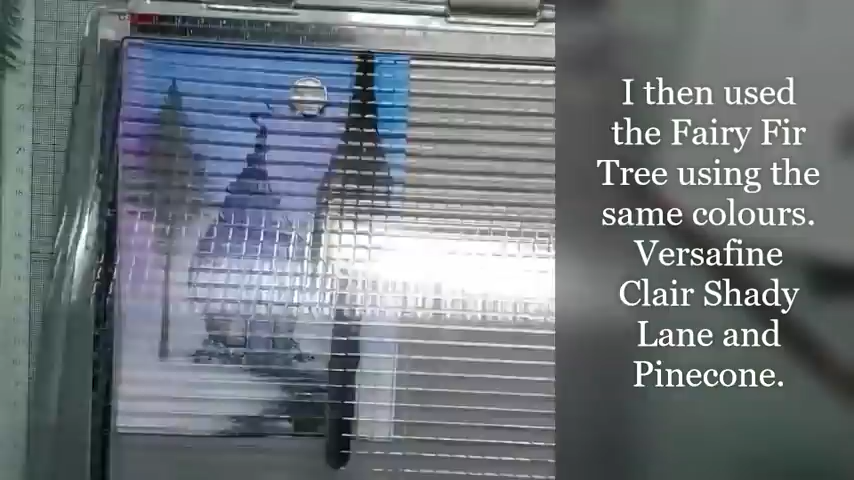 I then used
the Fairy Fir
Tree using the
same colours.
Versafine
Clair Shady
Lane and
Pinecone.